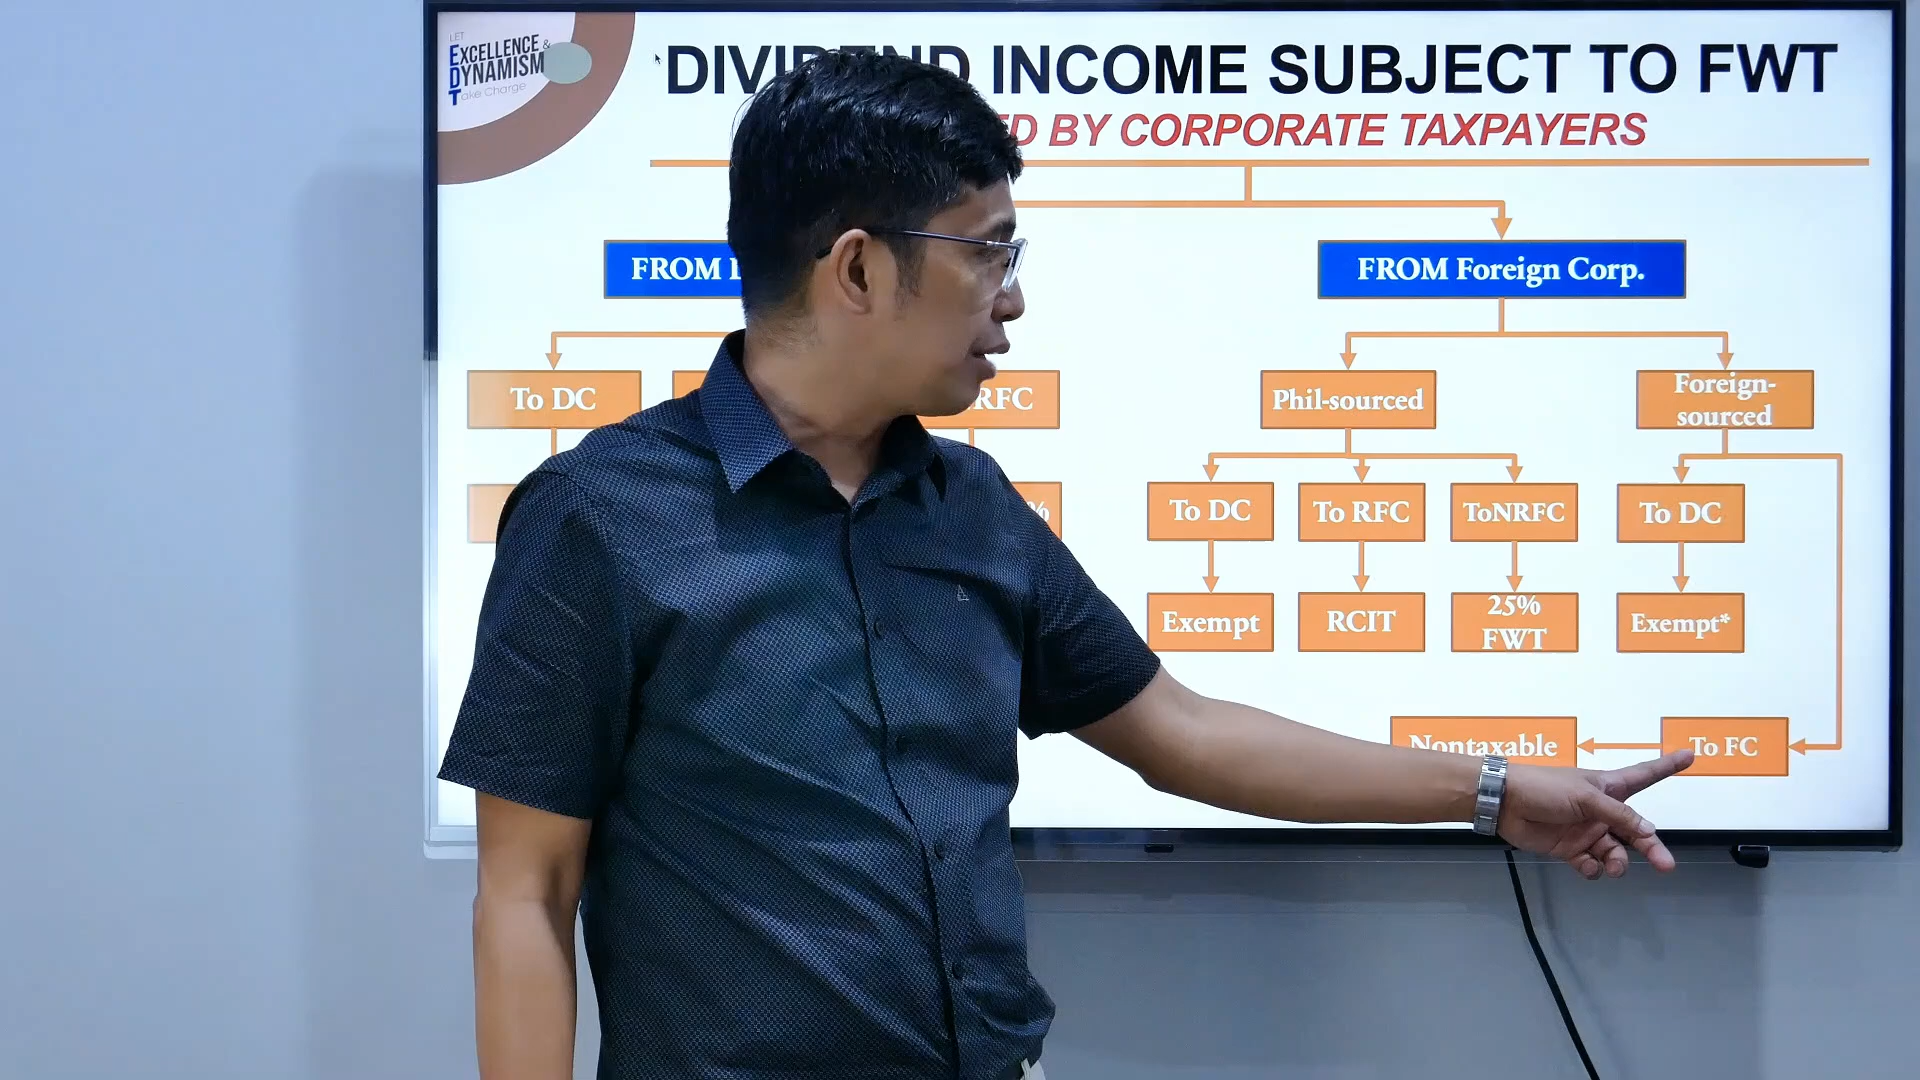 LET
EXCELLENCE &
DYNAMISM
Take Charge
INCOME SUBJECT TO FWT
BY CORPORATE TAXPAYERS
FROM
FROM Foreign Corp.
To DC
RFC
Phil-sourced
Foreign-
sourced
%
To DC
To RFC
ToNRFC
To DC
Exempt
RCIT
25%
FWT
Exempt*
Nontaxable
To FC